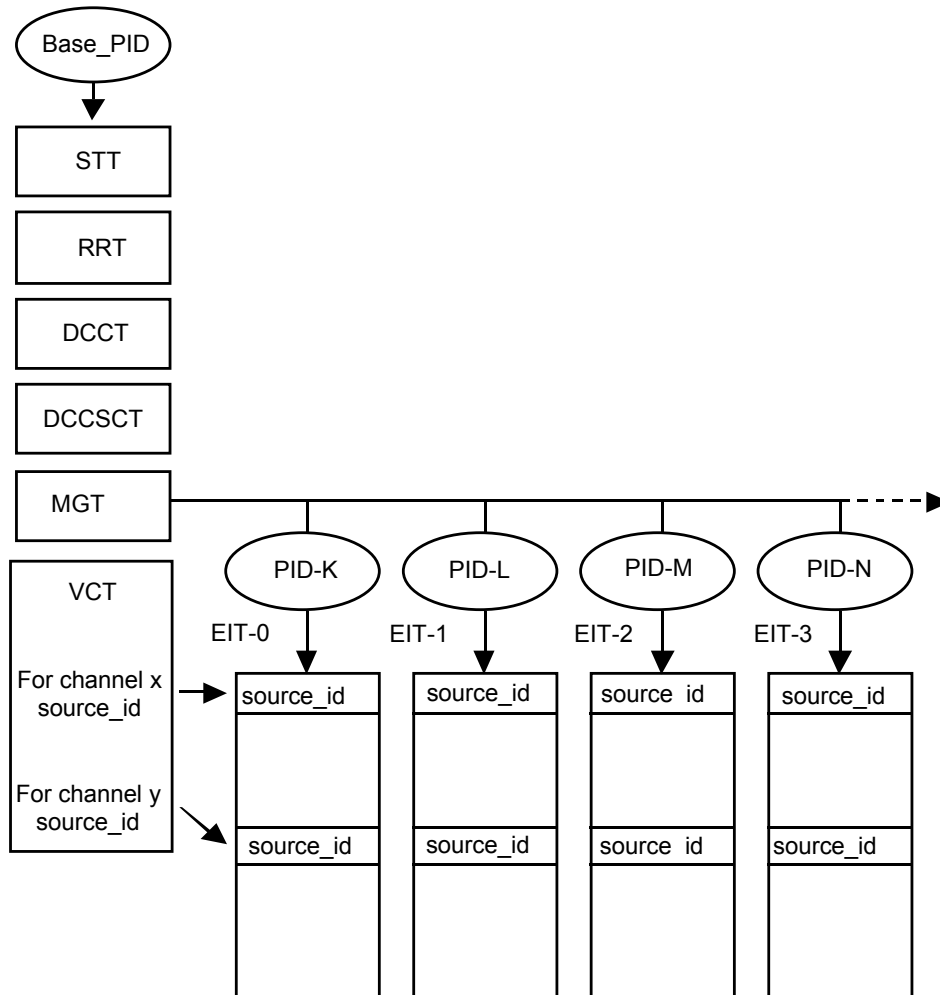 Base_PID
STT
RRT
DCCT
DCCSCT
MGT
PID-K
PID-L
PID-M
PID-N
VCT
EIT-0
EIT-1
EIT-2
EIT-3
For channel x
source_id
source_id
source_id
source id
source_id
For channel y
source_id
source_id
source_id
source id
source_id